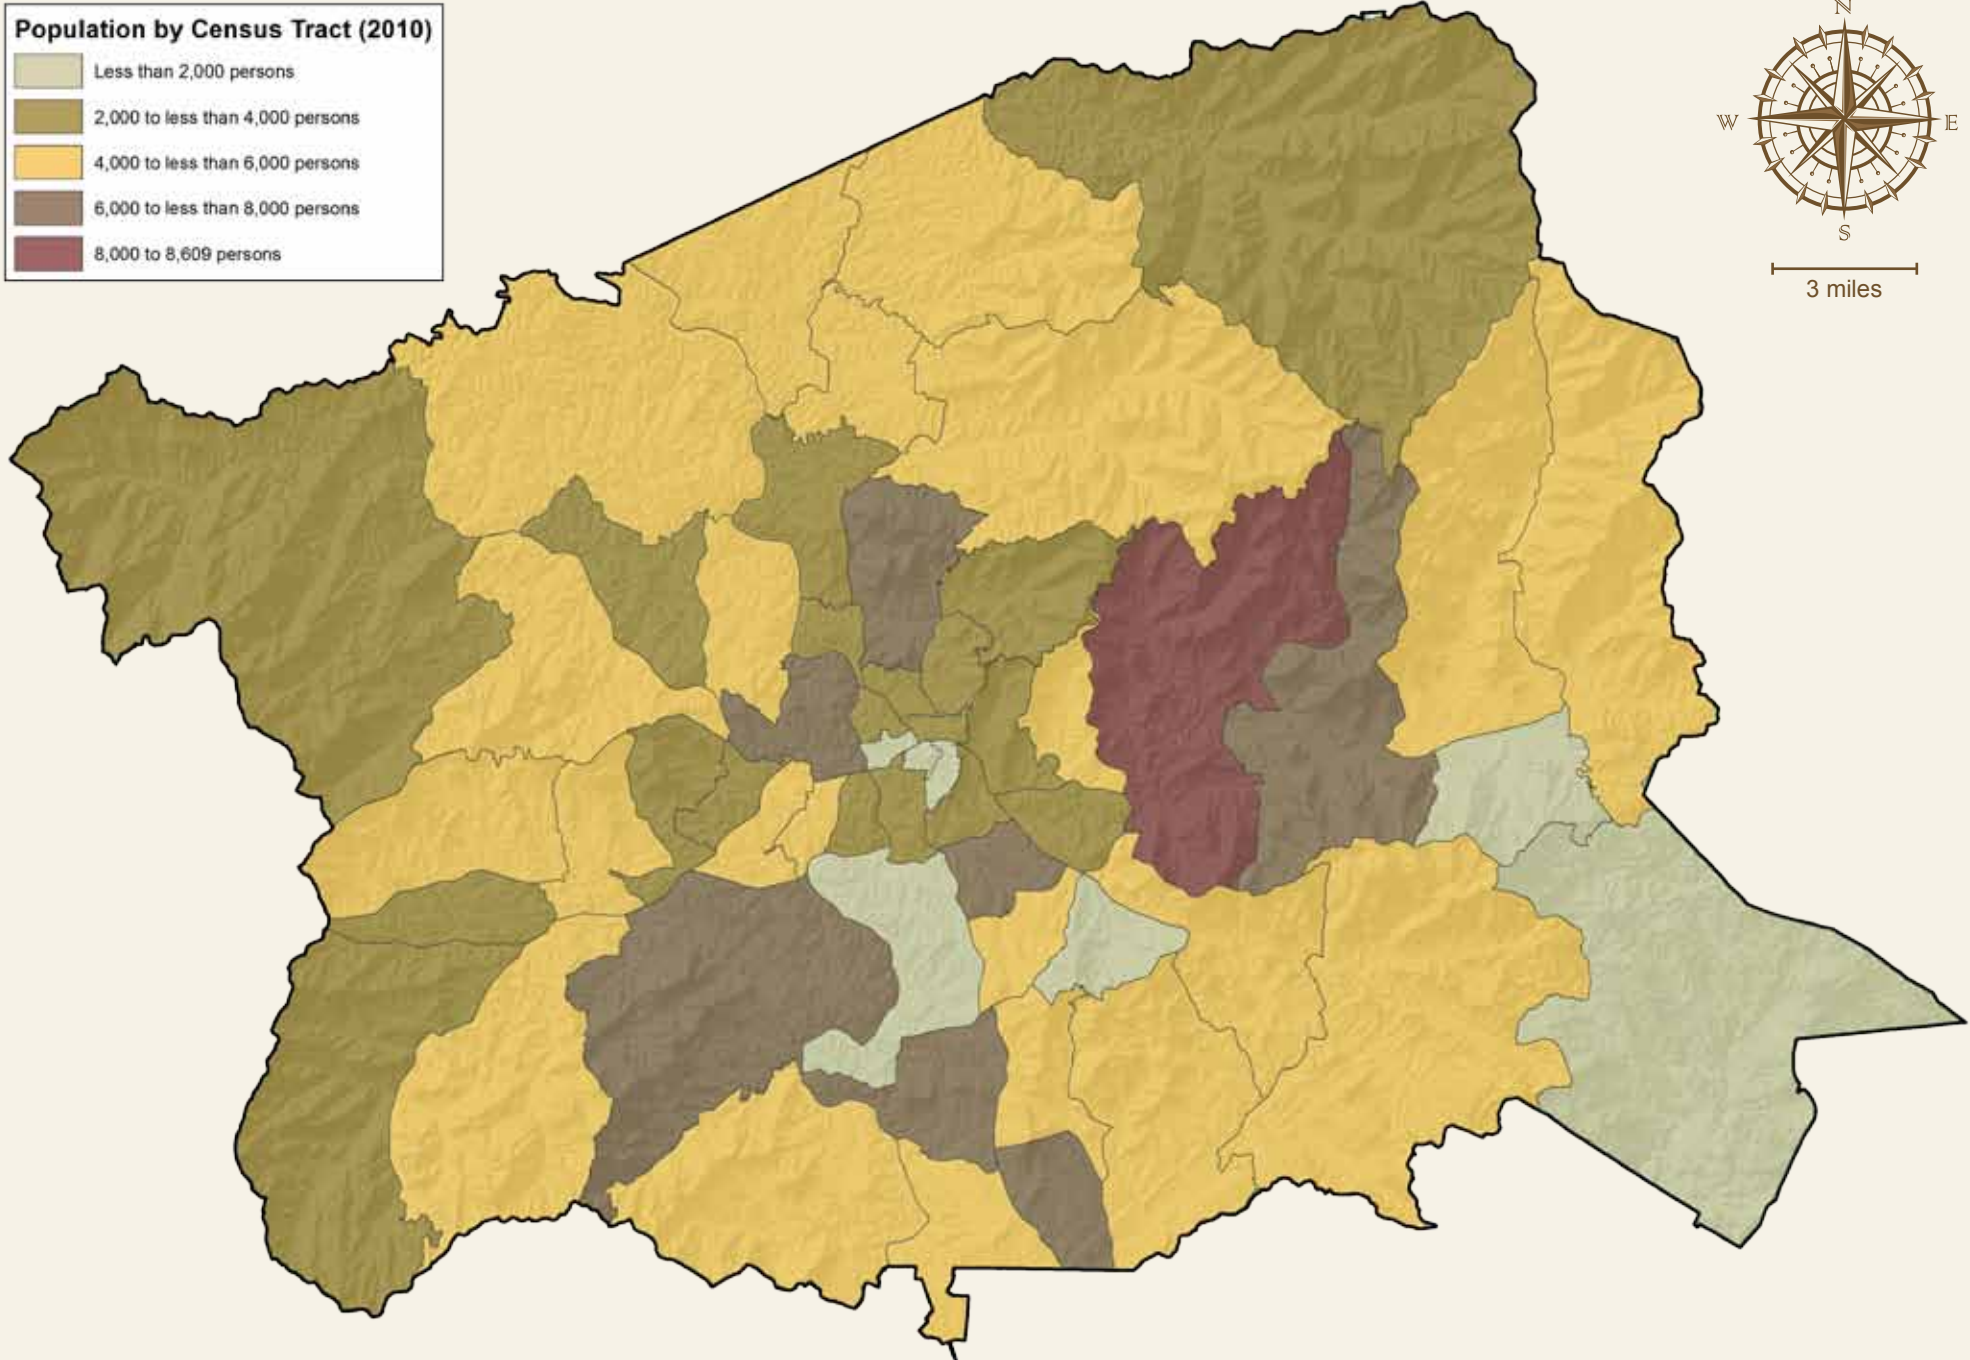 Population by Census Tract (2010)
Less than 2,000 persons
2,000 to less than 4,000 persons
4,000 to less than 6,000 persons
6,000 to less than 8,000 persons
8,000 to 8,609 persons
N
W
E
S
3 miles